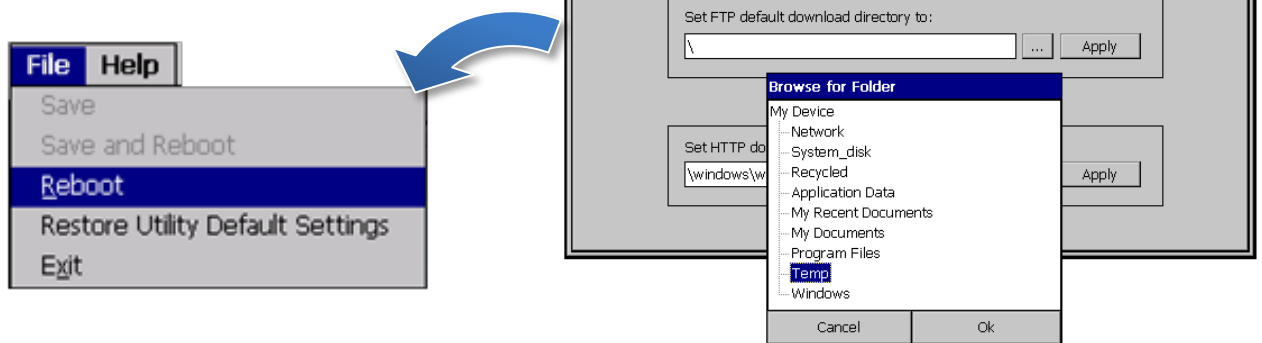 File Help
Save
Save and Reboot
Reboot
Restore Utility Default Settings
Exit
Set FTP default download directory to:
\ ... Apply
Browse for Folder
My Device
Network
System_disk
Recycled
Application Data
My Recent Documents
My Documents
Program Files
Temp
Windows
Cancel Ok
Set HTTP do
\windows\w Apply